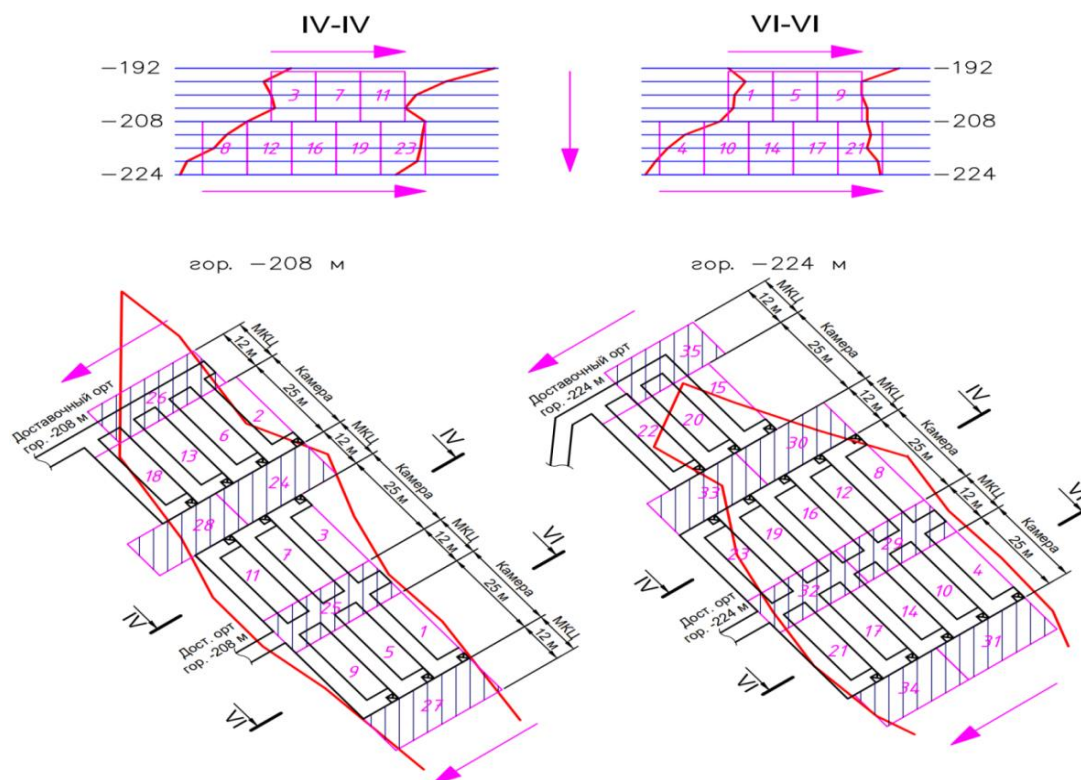 IV-IV
VI-VI
-192
3 7 11
-208
8 12 16 19 23
-224
-192
1 5 9
-208
4 10 14 17 21
-224
гор. -208 м
гор. -224 м
МКЦ
12 м
Камера
25 м
МКЦ
12 м
Камера
25 м
МКЦ
12 м
Камера
25 м
МКЦ
12 м
Доставочный орт
гор. -208 м
26
2
6
13
18
24
28
3
7
11
25
1
5
9
27
Дост. орт
гор. -208 м
IV
IV
VI
VI
МКЦ
12 м
Камера
25 м
МКЦ
12 м
Камера
25 м
МКЦ
12 м
Камера
25 м
Доставочный орт
гор. -224 м
35
15
20
22
30
33
8
12
16
19
23
29
32
4
10
14
17
21
31
34
Дост. орт
гор. -224 м
IV
IV
VI
VI